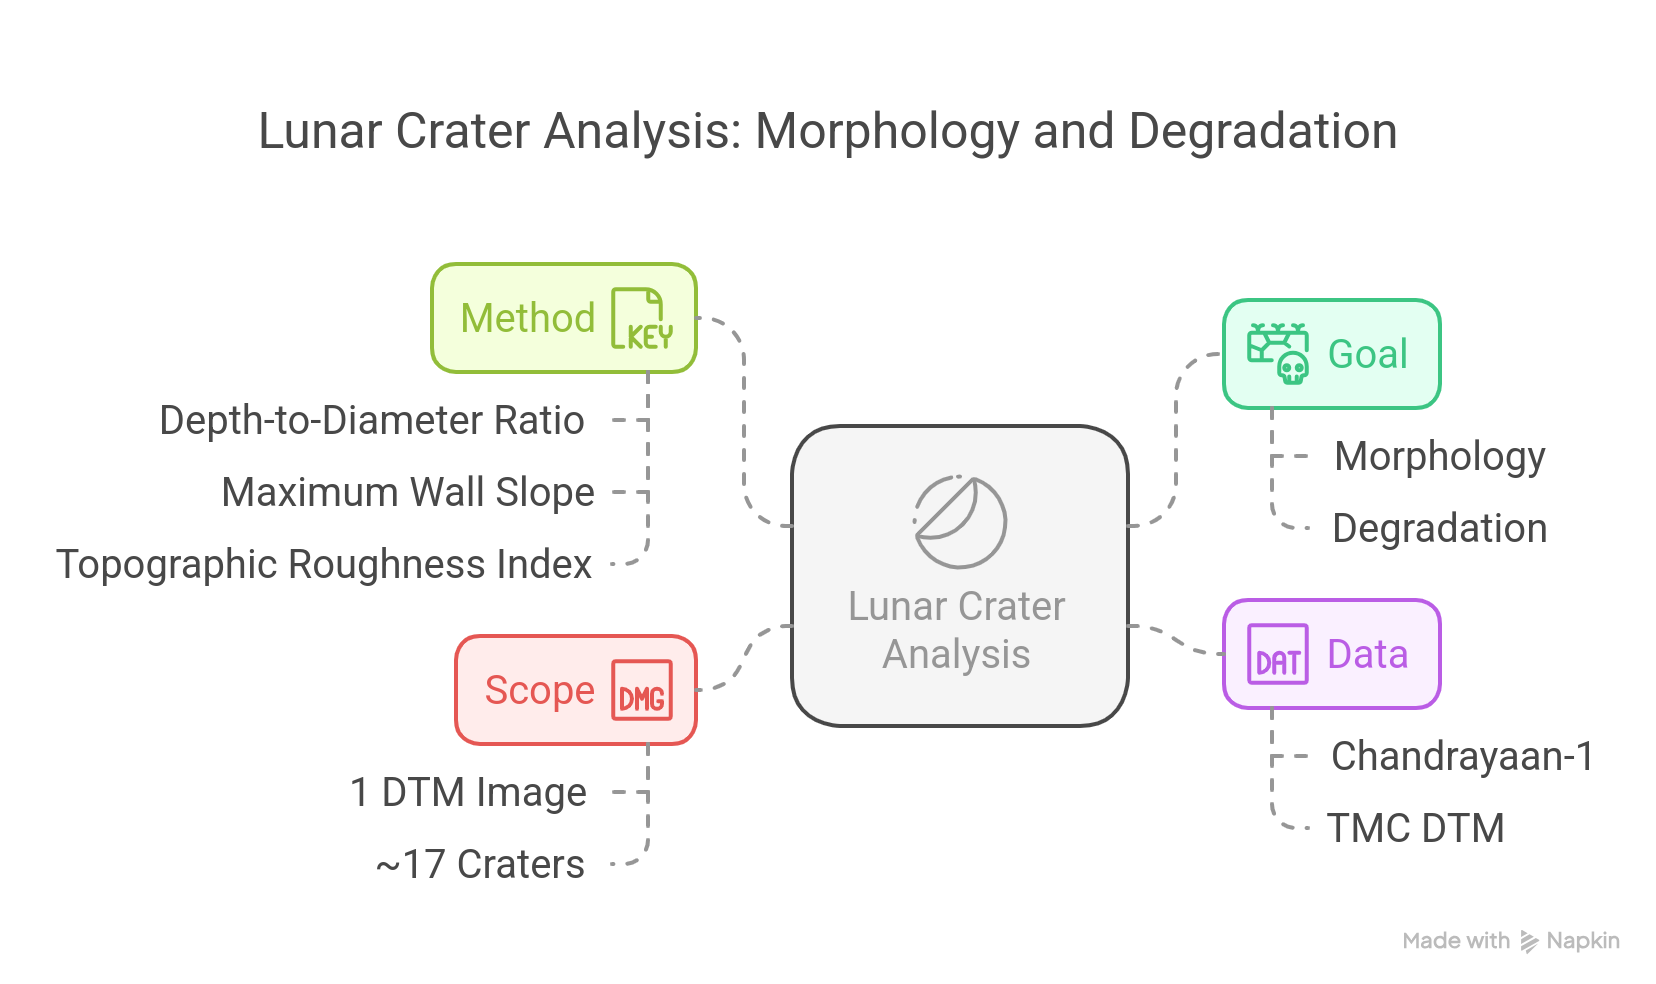 Lunar Crater Analysis: Morphology and Degradation
Method
KEY
Depth-to-Diameter Ratio
Maximum Wall Slope
Topographic Roughness Index
Scope
DMG
1 DTM Image
~17 Craters
Lunar Crater
Analysis
Goal
Morphology
Degradation
DAT
Data
Chandrayaan-1
TMC DTM
Made with Napkin